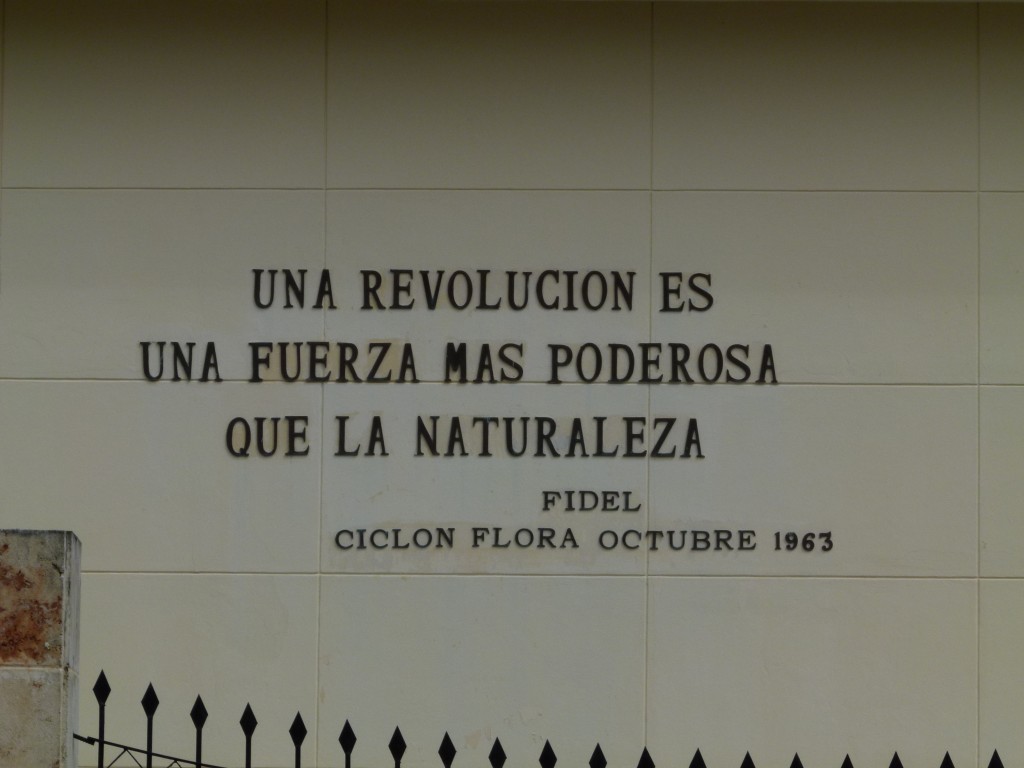 UNA REVOLUCION ES
UNA FUERZA MAS PODEROSA
QUE LA NATURALEZA
FIDEL
CICLON FLORA OCTUBRE 1963